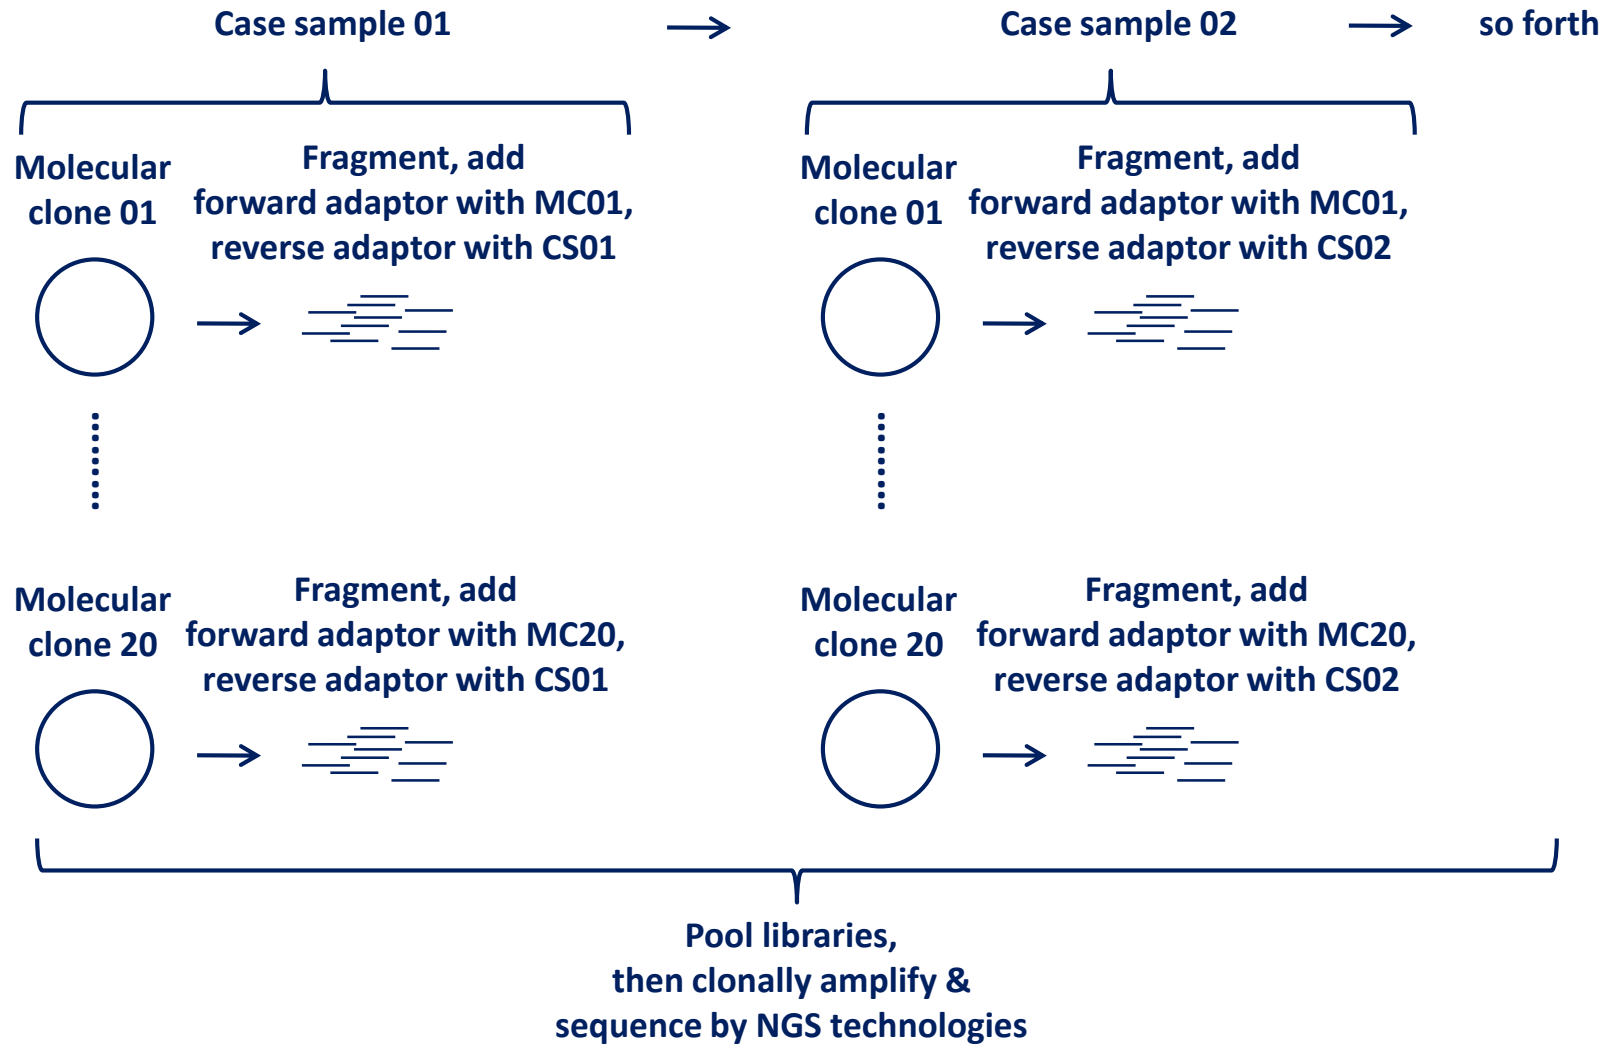 Case sample 01
Case sample 02
so forth
Molecular
clone 01
Fragment, add
forward adaptor with MC01,
reverse adaptor with CS01
Molecular
clone 01
Fragment, add
forward adaptor with MC01,
reverse adaptor with CS02
Molecular
clone 20
Fragment, add
forward adaptor with MC20,
reverse adaptor with CS01
Molecular
clone 20
Fragment, add
forward adaptor with MC20,
reverse adaptor with CS02
Pool libraries,
then clonally amplify &
sequence by NGS technologies